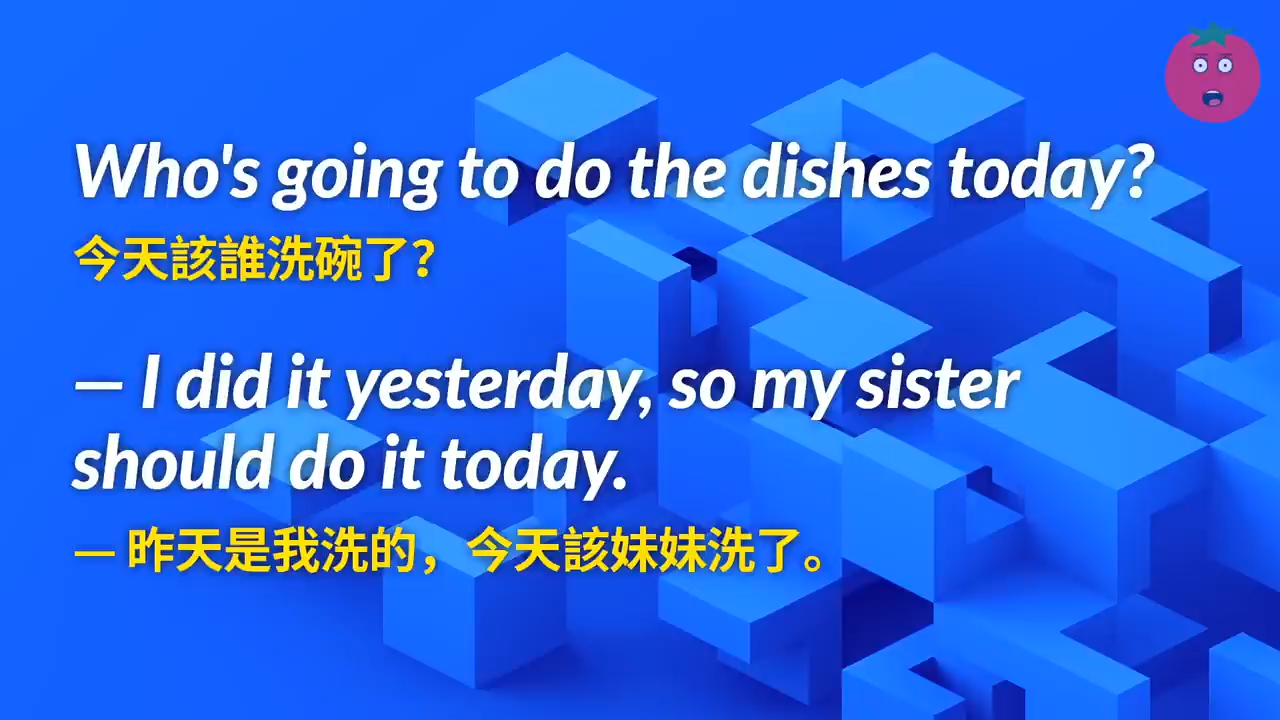 Who's going to do the dishes today?
今天該誰洗碗了?
— I did it yesterday, so my sister
should do it today.
— 昨天是我洗的，今天該妹妹洗了。